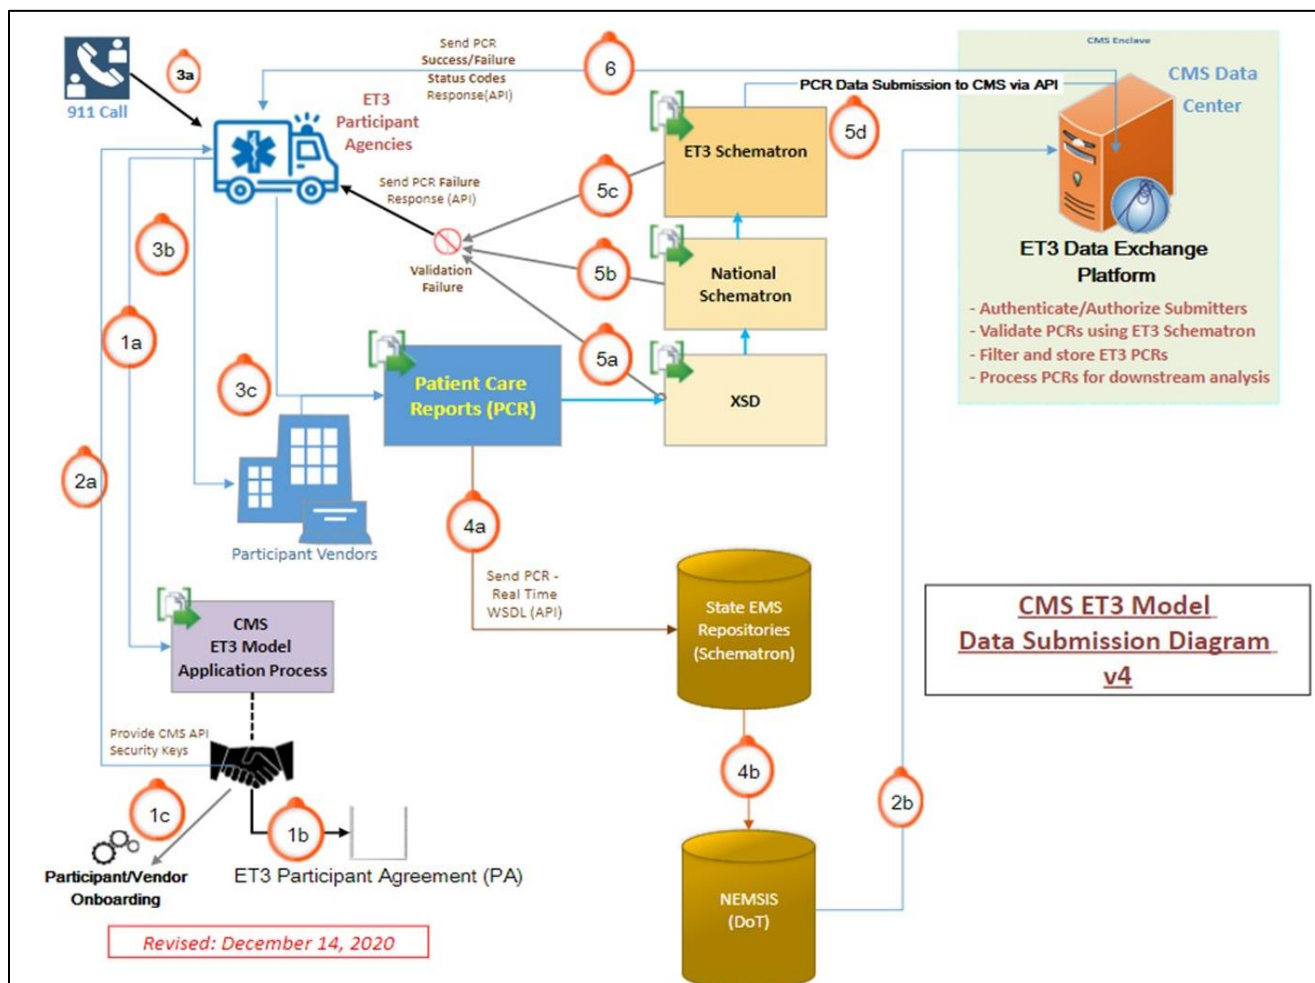 911 Call
3a
Send PCR
Success/Failure
Status Codes
Response(API)
6
CMS Enclave
CMS Data
Center
PCR Data Submission to CMS via API
ET3
Participant
Agencies
ET3 Schematron
5d
5c
Send PCR Failure
Response (API)
3b
Validation
Failure
5b
National
Schematron
ET3 Data Exchange
Platform
- Authenticate/Authorize Submitters
- Validate PCRs using ET3 Schematron
- Filter and store ET3 PCRs
- Process PCRs for downstream analysis
1a
5a
3c
Patient Care
Reports (PCR)
XSD
2a
4a
Participant Vendors
Send PCR -
Real Time
WSDL (API)
State EMS
Repositories
(Schematron)
CMS ET3 Model
Data Submission Diagram
v4
CMS
ET3 Model
Application Process
Provide CMS API
Security Keys
4b
2b
1c
1b
Participant/Vendor
Onboarding
ET3 Participant Agreement (PA)
NEMSIS
(DoT)
Revised: December 14, 2020